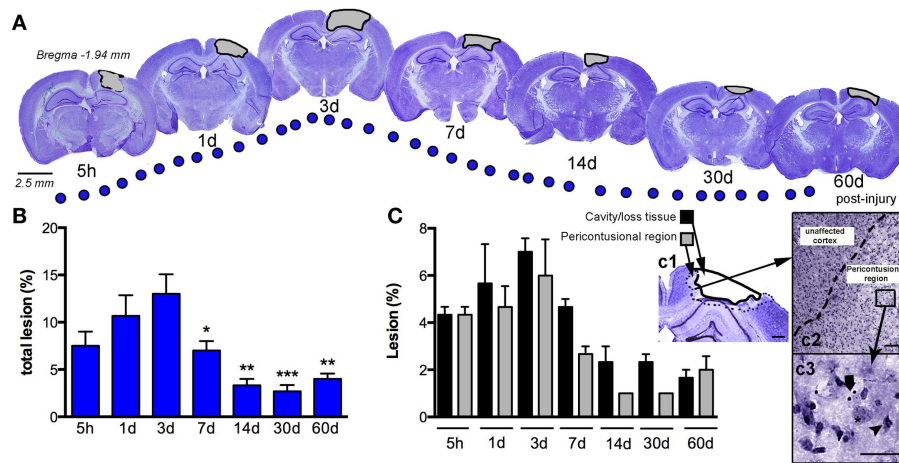 A
Bregma -1.94 mm
5h
1d
3d
7d
14d
30d
60d
post-injury
2.5 mm
B
total lesion (%)
20
15
10
5
0
*
**
***
**
5h 1d 3d 7d 14d 30d 60d
C
Lesion (%)
8
6
4
2
0
5h 1d 3d 7d 14d 30d 60d
Cavity/loss tissue
Pericontusional region
c1
unaffected
cortex
Pericontusion
region
c2
c3
*
*